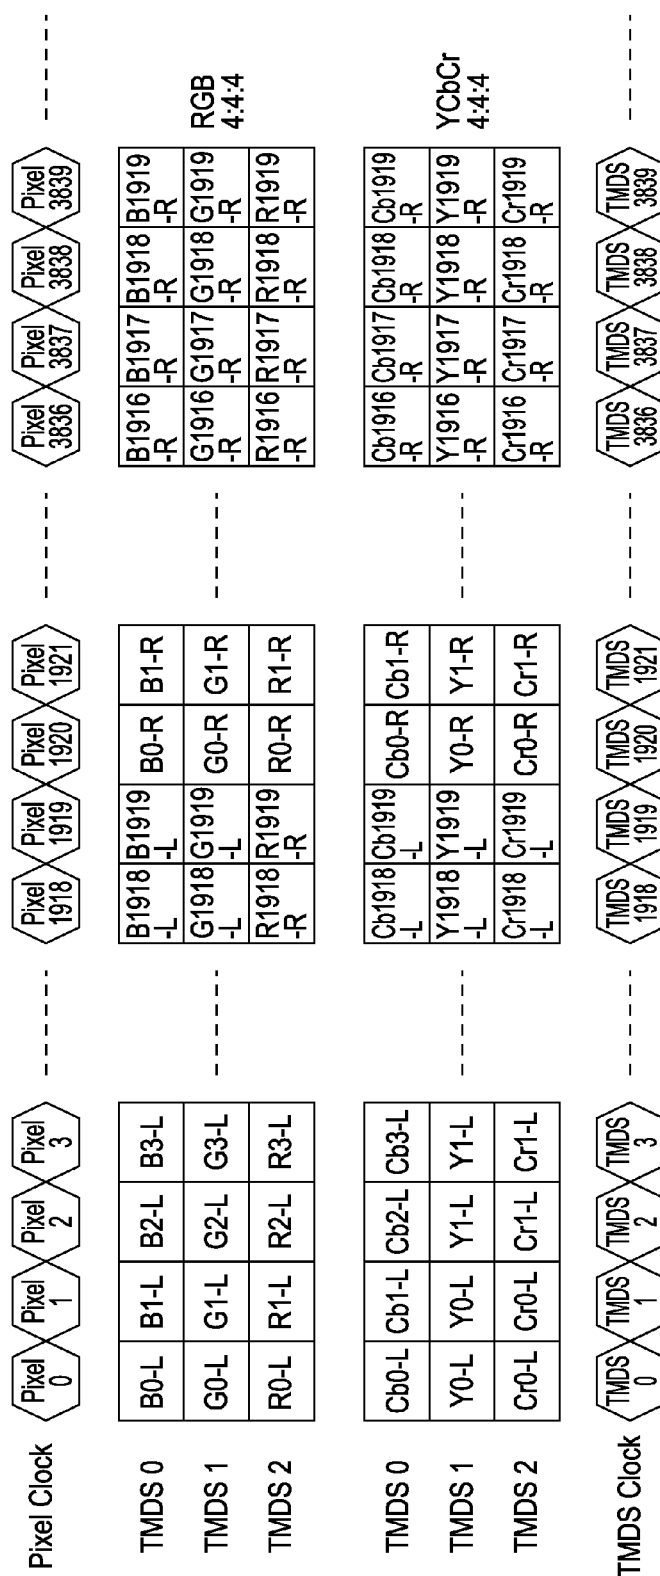 Pixel Clock Pixel 0 Pixel 1 Pixel 2 Pixel 3 Pixel 1918 Pixel 1919 Pixel 1920 Pixel 1921 Pixel 3836 Pixel 3837 Pixel 3838 Pixel 3839
TMDS 0 B0-L B1-L B2-L B3-L B1918-L B1919-L B0-R B1-R B1916-R B1917-R B1918-R B1919-R
TMDS 1 G0-L G1-L G2-L G3-L G1918-L G1919-L G0-R G1-R G1916-R G1917-R G1918-R G1919-R
TMDS 2 R0-L R1-L R2-L R3-L R1918-R R1919-R R0-R R1-R R1916-R R1917-R R1918-R R1919-R
RGB
4:4:4
TMDS 0 Cb0-L Cb1-L Cb2-L Cb3-L Cb1918-L Cb1919-L Cb0-R Cb1-R Cb1916-R Cb1917-R Cb1918-R Cb1919-R
TMDS 1 Y0-L Y0-L Y1-L Y1-L Y1918-L Y1919-L Y0-R Y1-R Y1916-R Y1917-R Y1918-R Y1919-R
TMDS 2 Cr0-L Cr0-L Cr1-L Cr1-L Cr1918-L Cr1919-L Cr0-R Cr1-R Cr1916-R Cr1917-R Cr1918-R Cr1919-R
YCbCr
4:4:4
TMDS Clock TMDS 0 TMDS 1 TMDS 2 TMDS 3 TMDS 1918 TMDS 1919 TMDS 1920 TMDS 1921 TMDS 3836 TMDS 3837 TMDS 3838 TMDS 3839